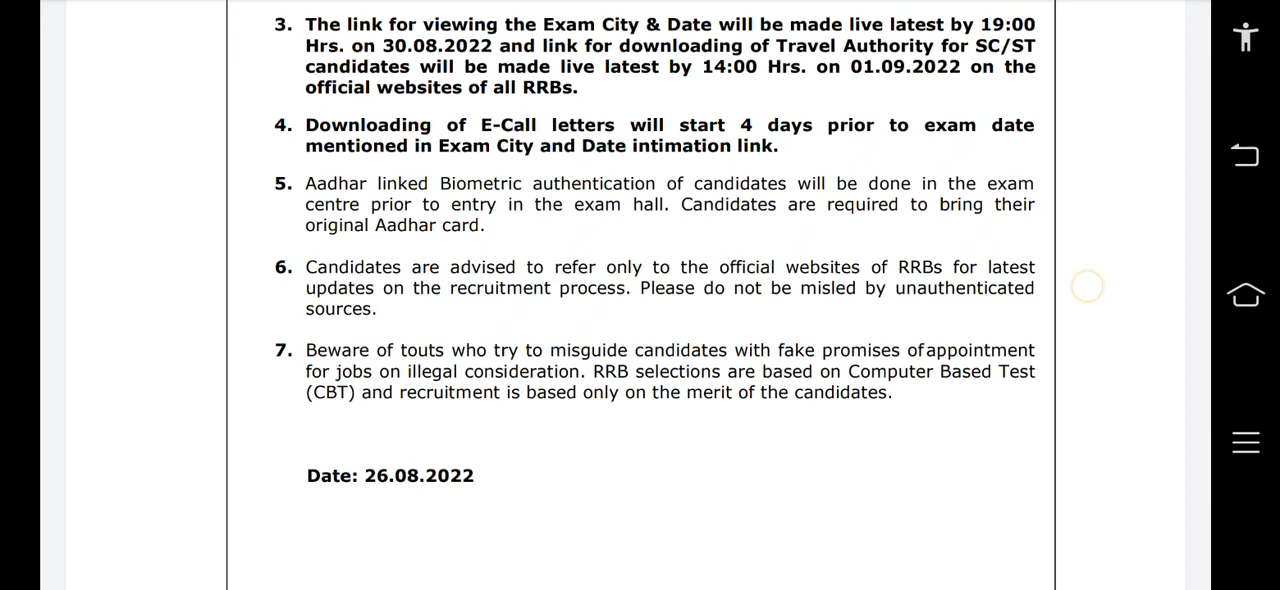 3. The link for viewing the Exam City & Date will be made live latest by 19:00
Hrs. on 30.08.2022 and link for downloading of Travel Authority for SC/ST
candidates will be made live latest by 14:00 Hrs. on 01.09.2022 on the
official websites of all RRBs.
4. Downloading of E-Call letters will start 4 days prior to exam date
mentioned in Exam City and Date intimation link.
5. Aadhar linked Biometric authentication of candidates will be done in the exam
centre prior to entry in the exam hall. Candidates are required to bring their
original Aadhar card.
6. Candidates are advised to refer only to the official websites of RRBs for latest
updates on the recruitment process. Please do not be misled by unauthenticated
sources.
7. Beware of touts who try to misguide candidates with fake promises of appointment
for jobs on illegal consideration. RRB selections are based on Computer Based Test
(CBT) and recruitment is based only on the merit of the candidates.
Date: 26.08.2022